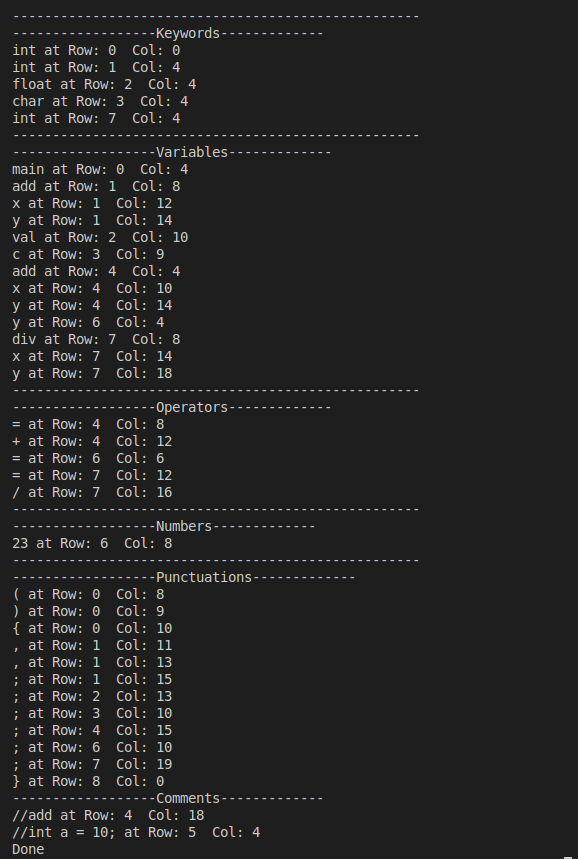 ---------------------------------------------------
------------------Keywords-------------
int at Row: 0  Col: 0
int at Row: 1  Col: 4
float at Row: 2  Col: 4
char at Row: 3  Col: 4
int at Row: 7  Col: 4
---------------------------------------------------
------------------Variables-------------
main at Row: 0  Col: 4
add at Row: 1  Col: 8
x at Row: 1  Col: 12
y at Row: 1  Col: 14
val at Row: 2  Col: 10
c at Row: 3  Col: 9
add at Row: 4  Col: 4
x at Row: 4  Col: 10
y at Row: 4  Col: 14
y at Row: 6  Col: 4
div at Row: 7  Col: 8
x at Row: 7  Col: 14
y at Row: 7  Col: 18
---------------------------------------------------
------------------Operators-------------
= at Row: 4  Col: 8
+ at Row: 4  Col: 12
= at Row: 6  Col: 6
= at Row: 7  Col: 12
/ at Row: 7  Col: 16
---------------------------------------------------
------------------Numbers-------------
23 at Row: 6  Col: 8
---------------------------------------------------
------------------Punctuations-------------
( at Row: 0  Col: 8
) at Row: 0  Col: 9
{ at Row: 0  Col: 10
, at Row: 1  Col: 11
, at Row: 1  Col: 13
; at Row: 1  Col: 15
; at Row: 2  Col: 13
; at Row: 3  Col: 10
; at Row: 4  Col: 15
; at Row: 6  Col: 10
; at Row: 7  Col: 19
} at Row: 8  Col: 0
------------------Comments-------------
//add at Row: 4  Col: 18
//int a = 10; at Row: 5  Col: 4
Done